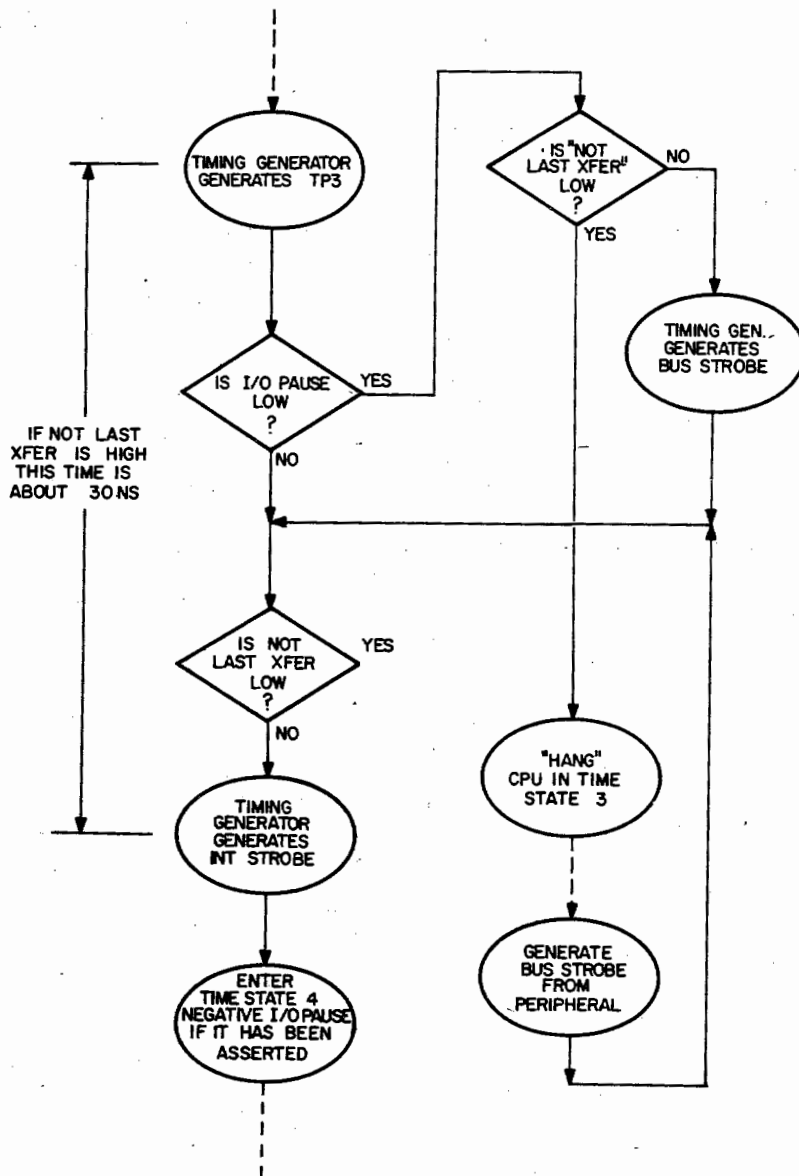 TIMING GENERATOR
GENERATES TP3
IS I/O PAUSE
LOW
?
YES
NO
IF NOT LAST
XFER IS HIGH
THIS TIME IS
ABOUT 30NS
IS NOT
LAST XFER
LOW
?
YES
NO
TIMING
GENERATOR
GENERATES
INT STROBE
ENTER
TIME STATE 4
NEGATIVE I/O PAUSE
IF IT HAS BEEN
ASSERTED
IS "NOT
LAST XFER"
LOW
?
NO
YES
TIMING GEN.
GENERATES
BUS STROBE
"HANG"
CPU IN TIME
STATE 3
GENERATE
BUS STROBE
FROM
PERIPHERAL